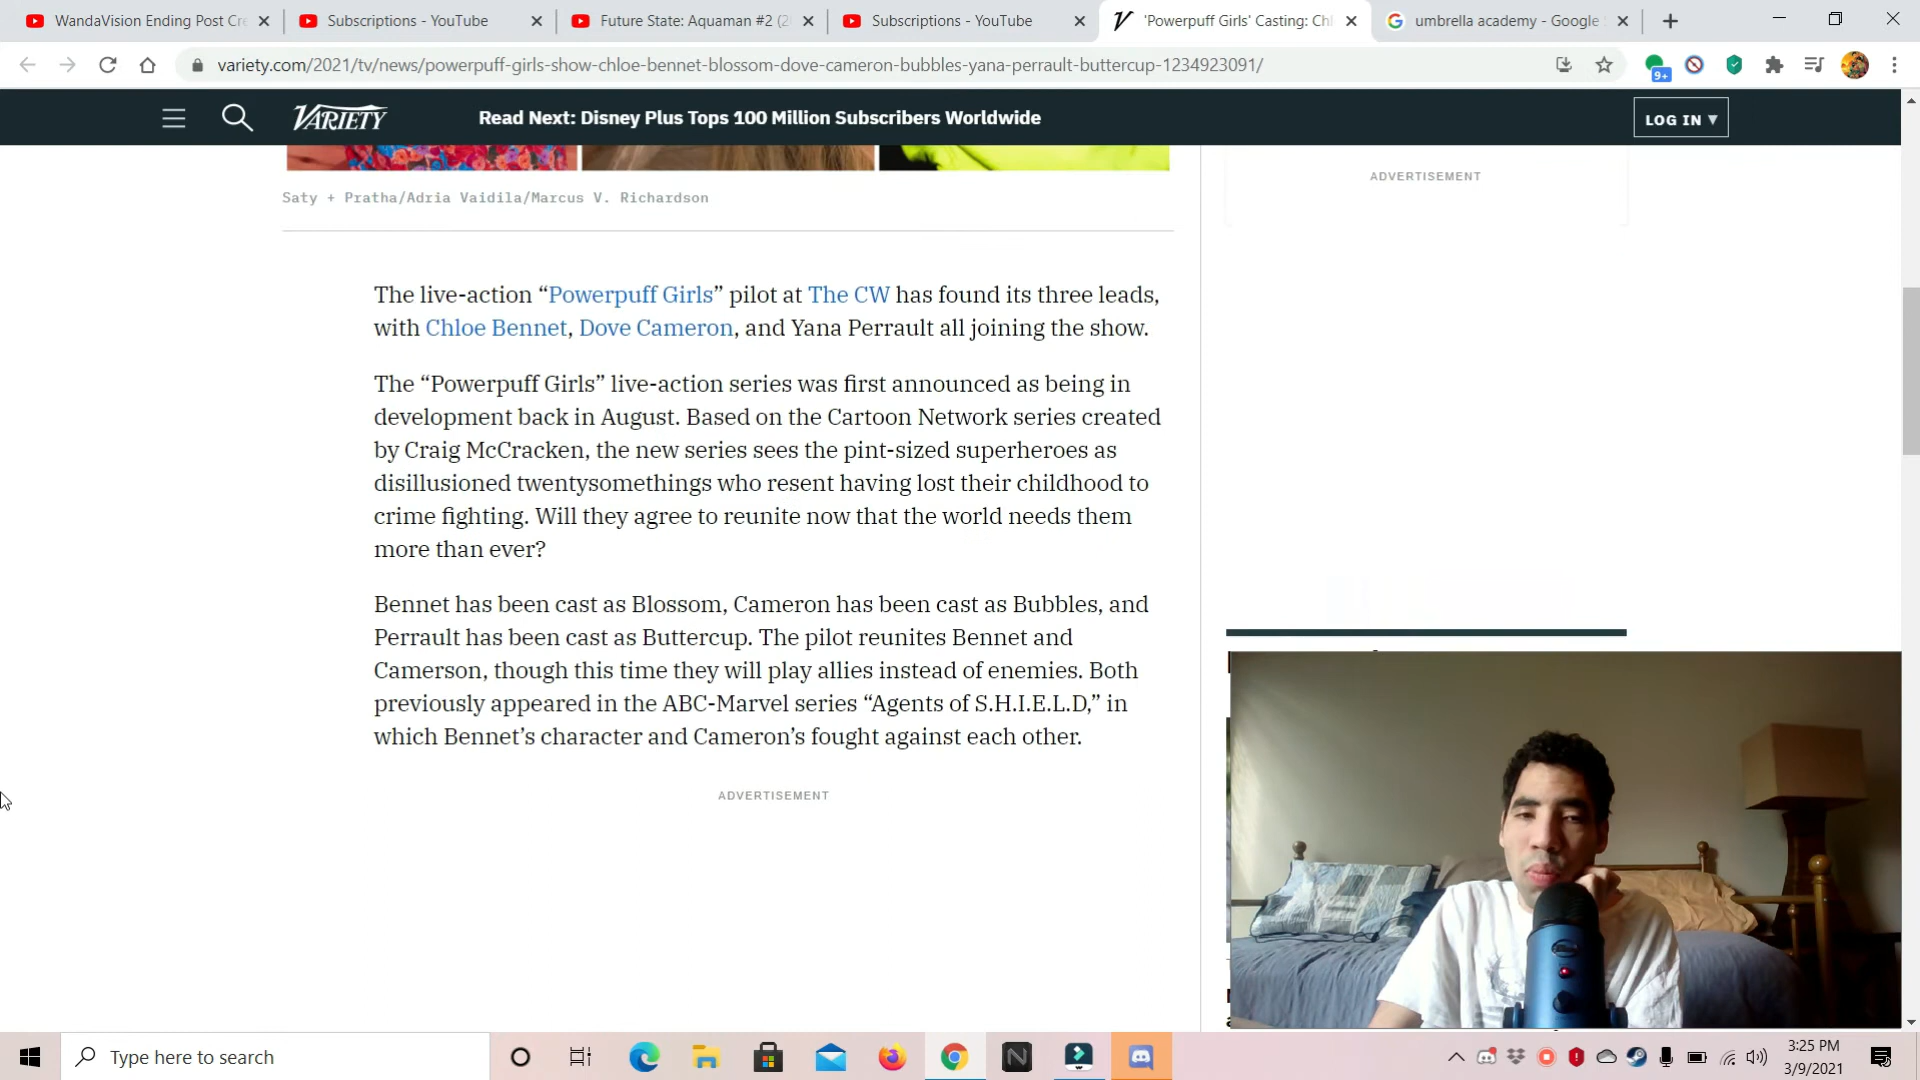 WandaVision Ending Post Cre
Subscriptions - YouTube
Future State: Aquaman #2 (2
Subscriptions - YouTube
'Powerpuff Girls' Casting: Chl
umbrella academy - Google S
variety.com/2021/tv/news/powerpuff-girls-show-chloe-bennet-blossom-dove-cameron-bubbles-yana-perrault-buttercup-1234923091/
9+
VARIETY
Read Next: Disney Plus Tops 100 Million Subscribers Worldwide
LOG IN ▼
Saty + Pratha/Adria Vaidila/Marcus V. Richardson
ADVERTISEMENT
The live-action “Powerpuff Girls” pilot at The CW has found its three leads,
with Chloe Bennet, Dove Cameron, and Yana Perrault all joining the show.
The “Powerpuff Girls” live-action series was first announced as being in
development back in August. Based on the Cartoon Network series created
by Craig McCracken, the new series sees the pint-sized superheroes as
disillusioned twentysomethings who resent having lost their childhood to
crime fighting. Will they agree to reunite now that the world needs them
more than ever?
Bennet has been cast as Blossom, Cameron has been cast as Bubbles, and
Perrault has been cast as Buttercup. The pilot reunites Bennet and
Camerson, though this time they will play allies instead of enemies. Both
previously appeared in the ABC-Marvel series “Agents of S.H.I.E.L.D,” in
which Bennet’s character and Cameron’s fought against each other.
ADVERTISEMENT
Type here to search
3:25 PM
3/9/2021